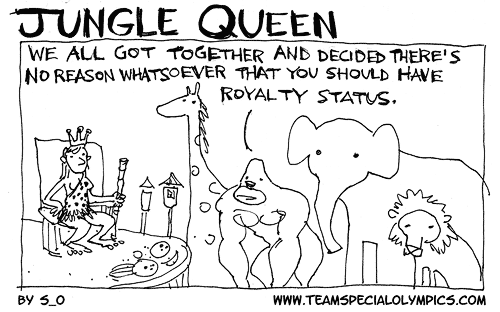 JUNGLE QUEEN
WE ALL GOT TOGETHER AND DECIDED THERE'S
NO REASON WHATSOEVER THAT YOU SHOULD HAVE
ROYALTY STATUS.
BY S_O
WWW.TEAMSPECIALOLYMPICS.COM